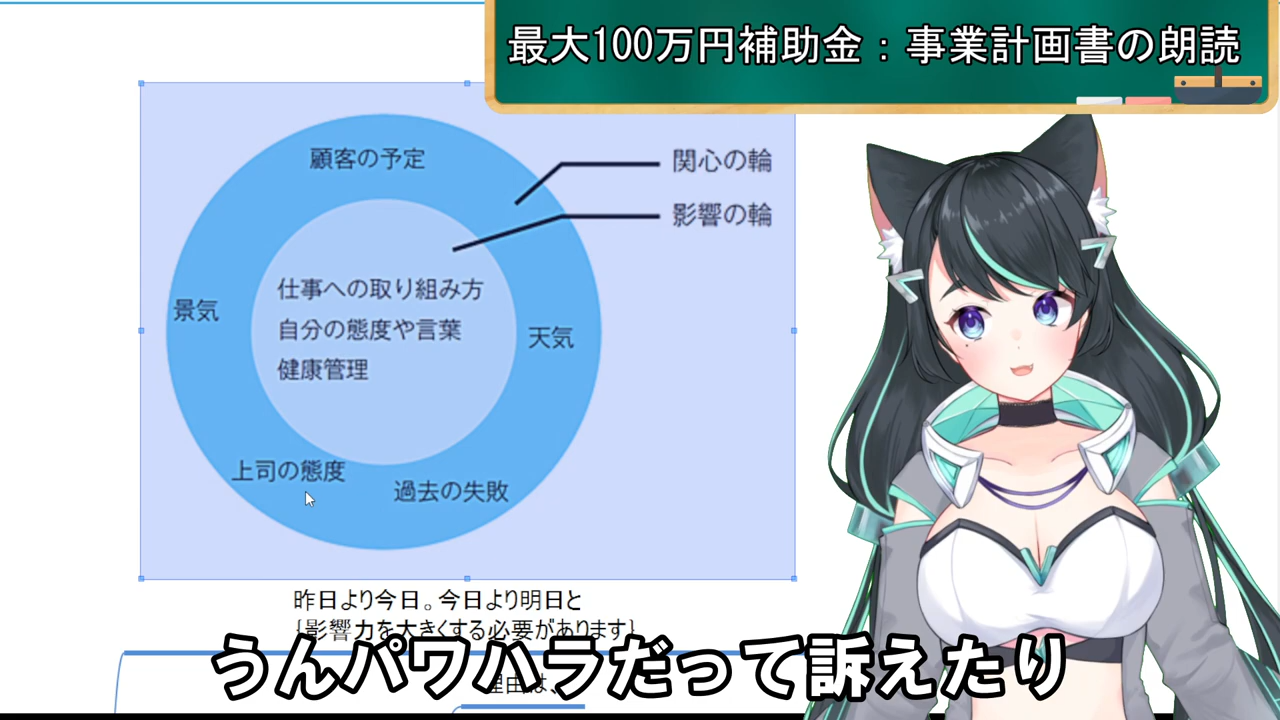 最大100万円補助金：事業計画書の朗読
顧客の予定
関心の輪
影響の輪
仕事への取り組み方
自分の態度や言葉
健康管理
景気
天気
上司の態度
過去の失敗
昨日より今日。今日より明日と
{影響力を大きくする必要があります}
理由は、
うんパワハラだって訴えたり